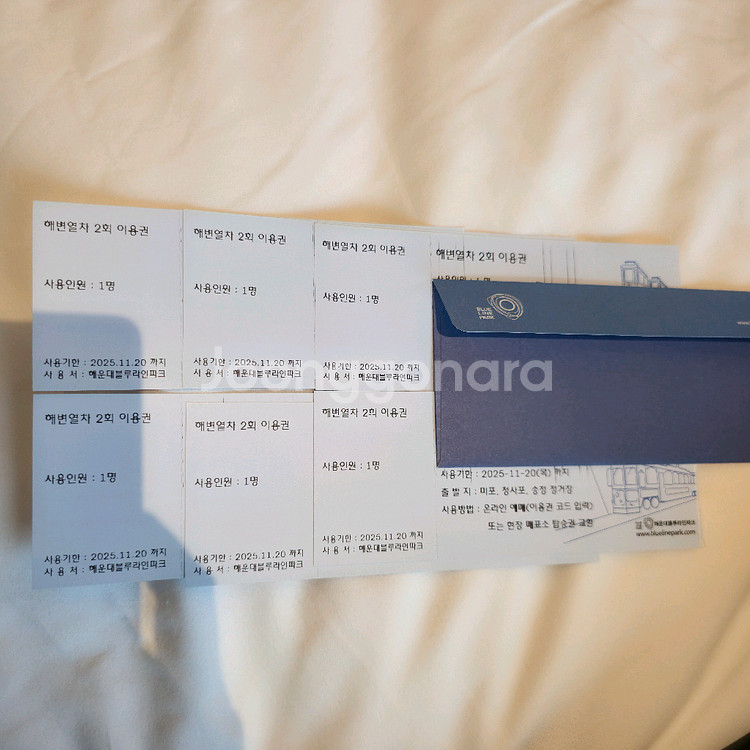 해변열차 2회 이용권
사용인원 : 1명
사용기한 : 2025.11.20 까지
사 용 처 : 해운대블루라인파크
해변열차 2회 이용권
사용인원 : 1명
사용기한 : 2025.11.20 까지
사 용 처 : 해운대블루라인파크
해변열차 2회 이용권
사용인원 : 1명
사용기한 : 2025.11.20 까지
사 용 처 : 해운대블루라인파크
해변열차 2회 이용권
사용인원 : 1명
BLUE
LINE
PARK
Joonggonara
해변열차 2회 이용권
사용인원 : 1명
사용기한 : 2025.11.20 까지
사 용 처 : 해운대블루라인파크
해변열차 2회 이용권
사용인원 : 1명
사용기한 : 2025.11.20 까지
사 용 처 : 해운대블루라인파크
해변열차 2회 이용권
사용인원 : 1명
사용기한 : 2025.11.20 까지
사 용 처 : 해운대블루라인파크
사용기한 : 2025-11-20(목) 까지
출 발 지 : 미포, 청사포, 송정 정거장
사용방법 : 온라인 예매(이용권 코드 입력)
또는 현장 매표소 탑승권 교환
해운대블루라인파크
www.bluelinepark.com